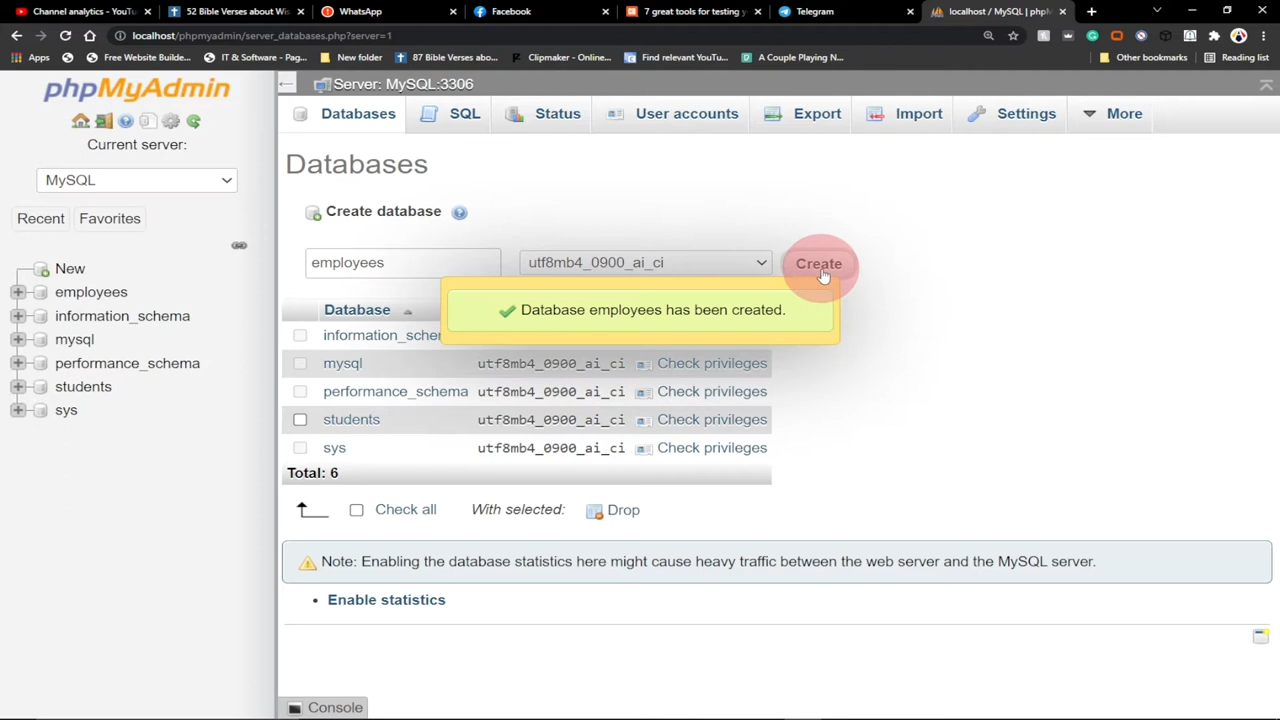 Channel analytics - YouTu
52 Bible Verses about Wis
WhatsApp
Facebook
7 great tools for testing y
Telegram
localhost / MySQL | phpM
localhost/phpmyadmin/server_databases.php?server=1
Apps
Free Website Builde...
IT & Software - Pag...
New folder
87 Bible Verses abo...
Clipmaker - Online...
Find relevant YouTu...
A Couple Playing N...
Other bookmarks
Reading list
phpMyAdmin
Current server:
MySQL
Recent
Favorites
New
employees
information_schema
mysql
performance_schema
students
sys
Server: MySQL:3306
Databases
SQL
Status
User accounts
Export
Import
Settings
More
Databases
Create database
employees
utf8mb4_0900_ai_ci
Create
Database employees has been created.
Database
information_schem
mysql utf8mb4_0900_ai_ci Check privileges
performance_schema utf8mb4_0900_ai_ci Check privileges
students utf8mb4_0900_ai_ci Check privileges
sys utf8mb4_0900_ai_ci Check privileges
Total: 6
Check all With selected: Drop
Note: Enabling the database statistics here might cause heavy traffic between the web server and the MySQL server.
Enable statistics
Console